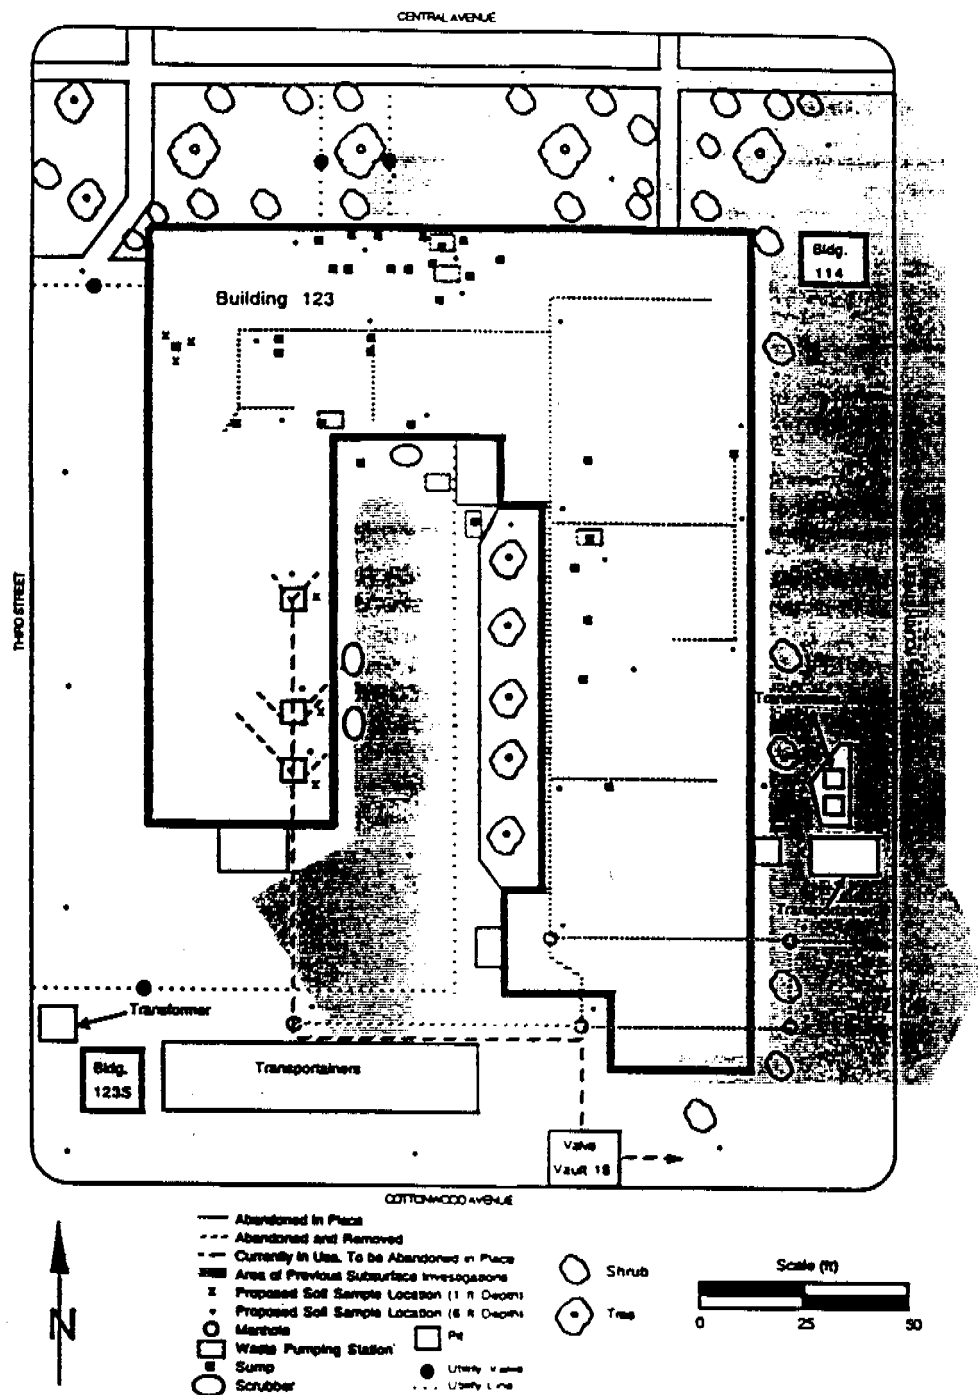 CENTRAL AVENUE
Bldg.
114
Building 123
THIRD STREET
FOURTH STREET
Transformer
Bldg.
123S
Transportainers
Valve
Vault 18
COTTONWOOD AVENUE
Abandoned In Place
Abandoned and Removed
Currently in Use, To be Abandoned in Place
Area of Previous Subsurface Investigations
x Proposed Soil Sample Location (1 ft Depth)
Proposed Soil Sample Location (6 ft Depth)
Manhole
Waste Pumping Station
Sump
Scrubber
Pit
Utility Valve
Utility Line
Shrub
Tree
Scale (ft)
0 25 50
N